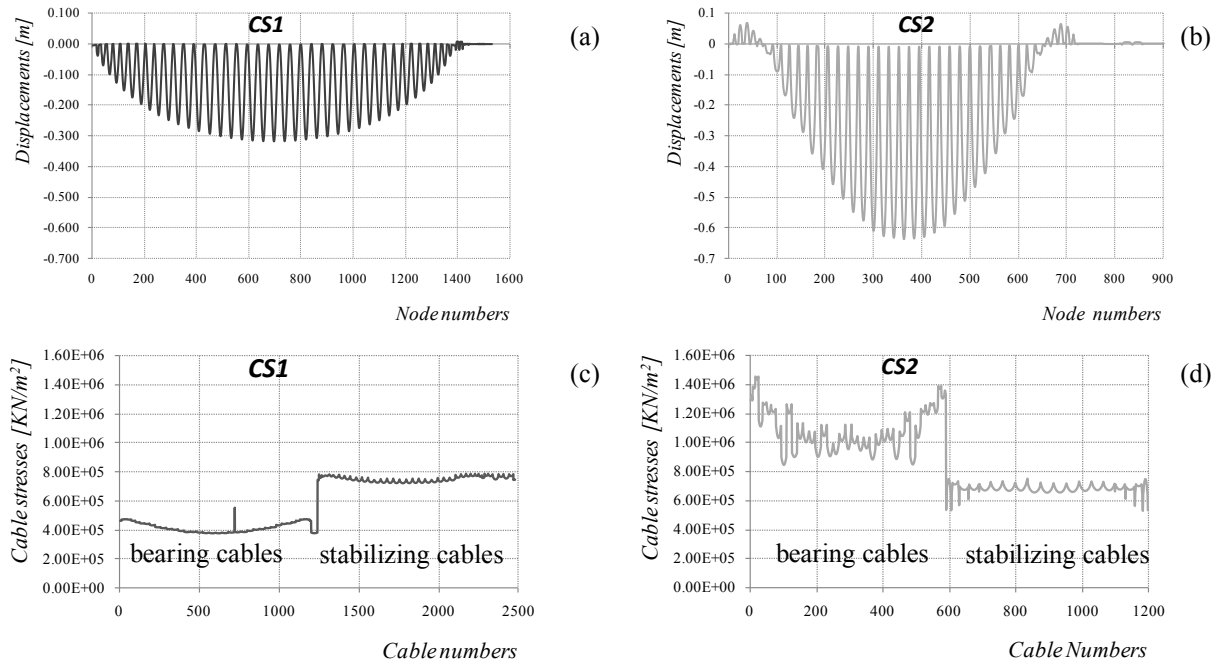 CS1
(a)
Displacements [m]
0.100
0.000
-0.100
-0.200
-0.300
-0.400
-0.500
-0.600
-0.700
0 200 400 600 800 1000 1200 1400 1600
Node numbers
CS2
(b)
Displacements [m]
0.1
0
-0.1
-0.2
-0.3
-0.4
-0.5
-0.6
-0.7
0 100 200 300 400 500 600 700 800 900
Node numbers
CS1
(c)
Cable stresses [KN/m²]
1.60E+06
1.40E+06
1.20E+06
1.00E+06
8.00E+05
6.00E+05
4.00E+05
2.00E+05
0.00E+00
bearing cables stabilizing cables
0 500 1000 1500 2000 2500
Cable numbers
CS2
(d)
Cable stresses [KN/m²]
1.60E+06
1.40E+06
1.20E+06
1.00E+06
8.00E+05
6.00E+05
4.00E+05
2.00E+05
0.00E+00
bearing cables stabilizing cables
0 200 400 600 800 1000 1200
Cable Numbers